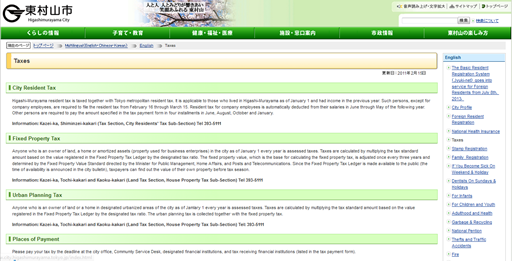 東村山市
Higashimurayama City
人と人 人とみどりが響きあい
笑顔あふれる 東村山
音声読み上げ・文字拡大
サイトマップ
トップページ
検索
検索について
くらしの情報
子育て・教育
健康・福祉・医療
施設・窓口案内
市政情報
東村山の楽しみ方
現在のページ
トップページ
Multilingual(English・Chinese・Korean)
English
Taxes
Taxes
更新日：2011年2月15日
City Resident Tax
Higashi-Murayama resident tax is taxed together with Tokyo metropolitan resident tax. It is applicable to those who lived in Higashi-Murayama as of January 1 and had income in the previous year. Such persons, except for
company employees, are required to file the resident tax from February 16 through March 15. Resident tax for company employees is automatically deducted from their salaries in June through May of the following year.
Other persons are required to pay the amount specified in the tax payment form in four installments in June, August, October and January.
Information: Kazei-ka, Shiminzei-kakari (Tax Section, City Residents' Tax Sub-Section) Tel: 393-5111
Fixed Property Tax
Anyone who is an owner of land, a home or amortized assets (property used for business enterprises) in the city as of January 1 every year is assessed taxes. Taxes are calculated by multiplying the tax standard
amount based on the value registered in the Fixed Property Tax Ledger by the designated tax ratio. The fixed property value, which is the basis for calculating the fixed property tax, is adjusted once every three years and
determined by the Fixed Property Value Standard directed by the Minister for Public Management, Home Affairs, and Posts and Telecommunications. Since the Fixed Property Tax Ledger is made available to the public (the
time of availability is announced in the city bulletin), taxpayers can find out the value of their own property before tax season.
Information: Kazei-ka, Tochi-kakari and Kaoku-kakari (Land Tax Section, House Property Tax Sub-Section) Tel: 393-5111
Urban Planning Tax
Anyone who is an owner of land or a home in designated urbanized areas of the city as of January 1 every year is assessed taxes. Taxes are calculated by multiplying the tax standard amount based on the value
registered in the Fixed Property Tax Ledger by the designated tax ratio. The urban planning tax is collected together with the fixed property tax.
Information: Kazei-ka, Tochi-kakari and Kaoku-kakari (Land Tax Section, House Property Tax Sub-Section) Tel: 393-5111
Places of Payment
Please pay your tax by the deadline at the city office, Community Service Desk, designated financial institutions, and tax receiving financial institutions (listed in the tax payment form).
English
The Basic Resident
Registration System
(Jyuki-net) goes into
service for Foreign
Residents from July 8th,
2013.
City Profile
Foreign Resident
Registration
National Health Insurance
Taxes
Stamp Registration
Family Registration
If You Become Sick On
Weekend & Holidays
Dentists On Sundays &
Holidays
For Infants
For Children and Youth
Adulthood and Health
Garbage & Recycling
National Pension
Thefts and Traffic
Accidents
Fire